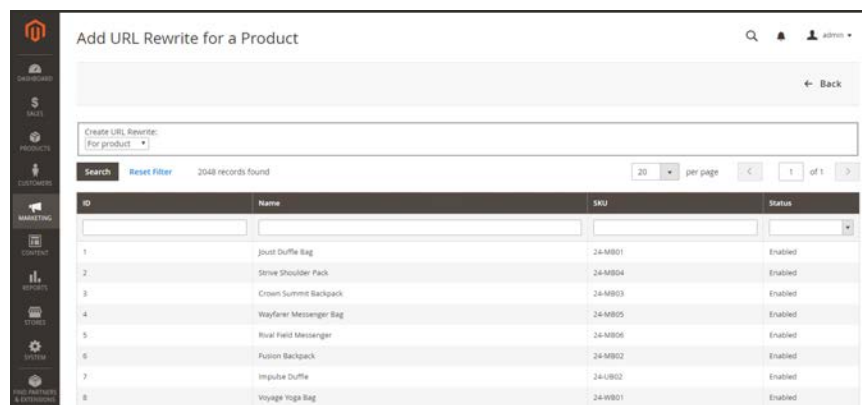 Add URL Rewrite for a Product
admin
DASHBOARD
← Back
SALES
PRODUCTS
Create URL Rewrite:
For product
CUSTOMERS
Search Reset Filter 2048 records found 20 per page 1 of 1
MARKETING
ID Name SKU Status
CONTENT
1 Joust Duffle Bag 24-MB01 Enabled
2 Strive Shoulder Pack 24-MB04 Enabled
REPORTS
3 Crown Summit Backpack 24-MB03 Enabled
4 Wayfarer Messenger Bag 24-MB05 Enabled
STORES
5 Rival Field Messenger 24-MB06 Enabled
SYSTEM
6 Fusion Backpack 24-MB02 Enabled
7 Impulse Duffle 24-UB02 Enabled
FIND PARTNERS
& EXTENSIONS
8 Voyage Yoga Bag 24-WB01 Enabled